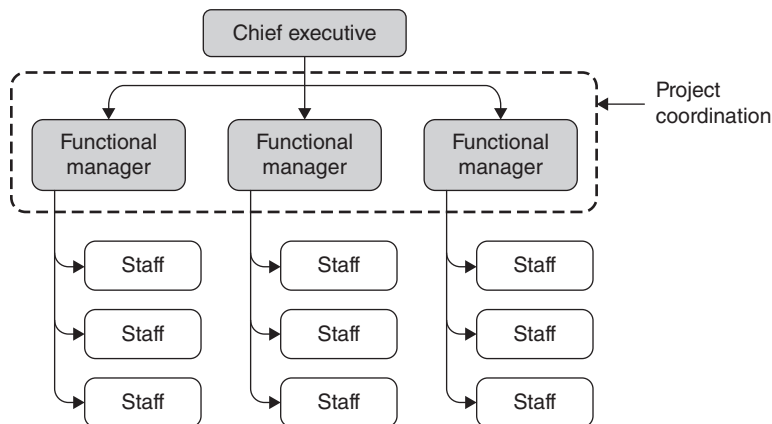 Chief executive
Project
coordination
Functional
manager
Functional
manager
Functional
manager
Staff
Staff
Staff
Staff
Staff
Staff
Staff
Staff
Staff